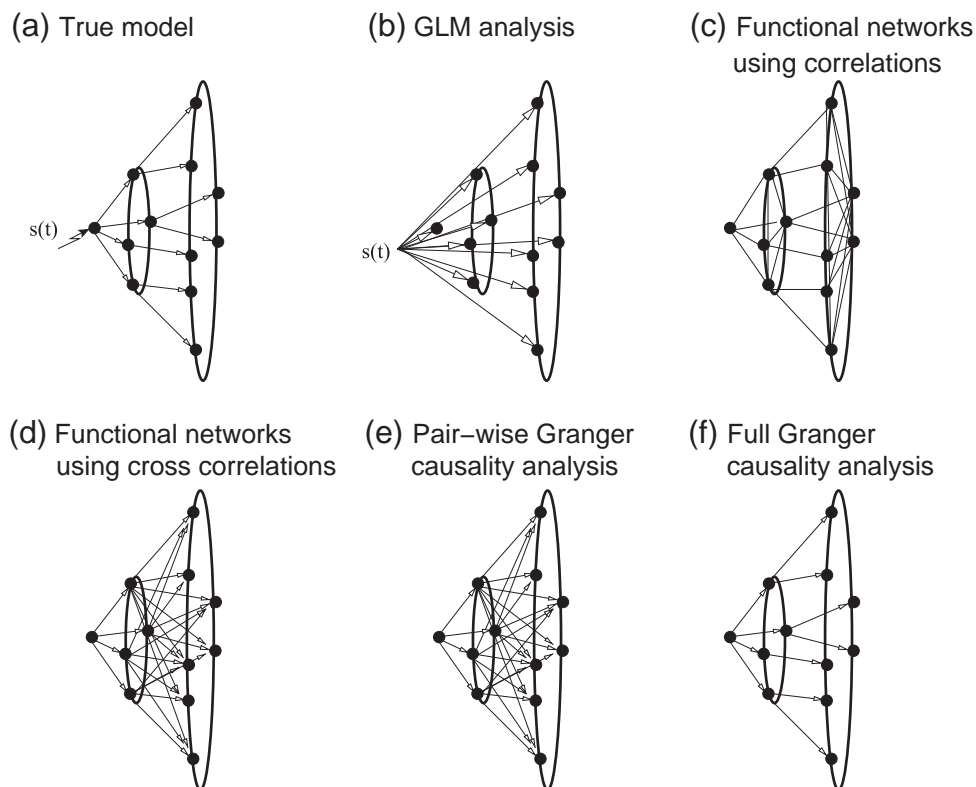 (a) True model
(b) GLM analysis
(c) Functional networks
using correlations
s(t)
s(t)
(d) Functional networks
using cross correlations
(e) Pair−wise Granger
causality analysis
(f) Full Granger
causality analysis